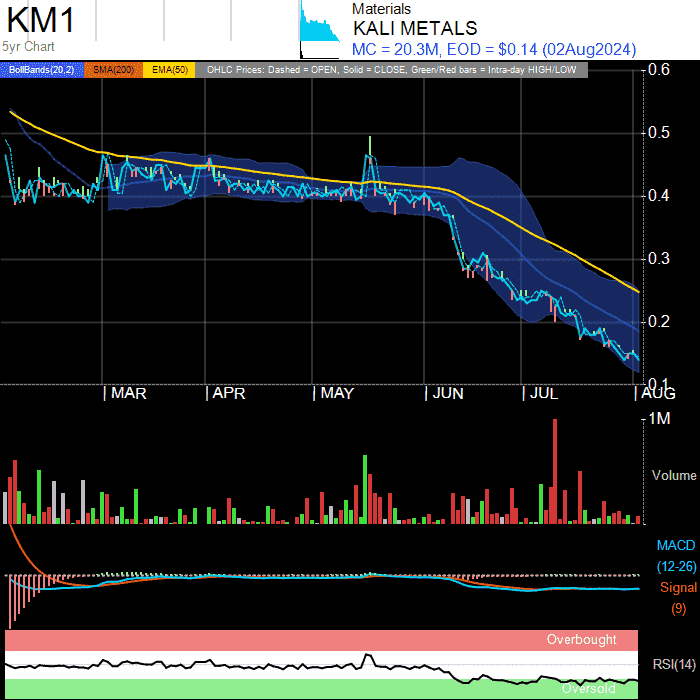 KM1
5yr Chart
Materials
KALI METALS
MC = 20.3M, EOD = $0.14 (02Aug2024)
BollBands(20,2) SMA(200) EMA(50) OHLC Prices: Dashed = OPEN, Solid = CLOSE, Green/Red bars = Intra-day HIGH/LOW
0.6
0.5
0.4
0.3
0.2
0.1
MAR APR MAY JUN JUL AUG
1M
Volume
MACD
(12-26)
Signal
(9)
Overbought
RSI(14)
Oversold